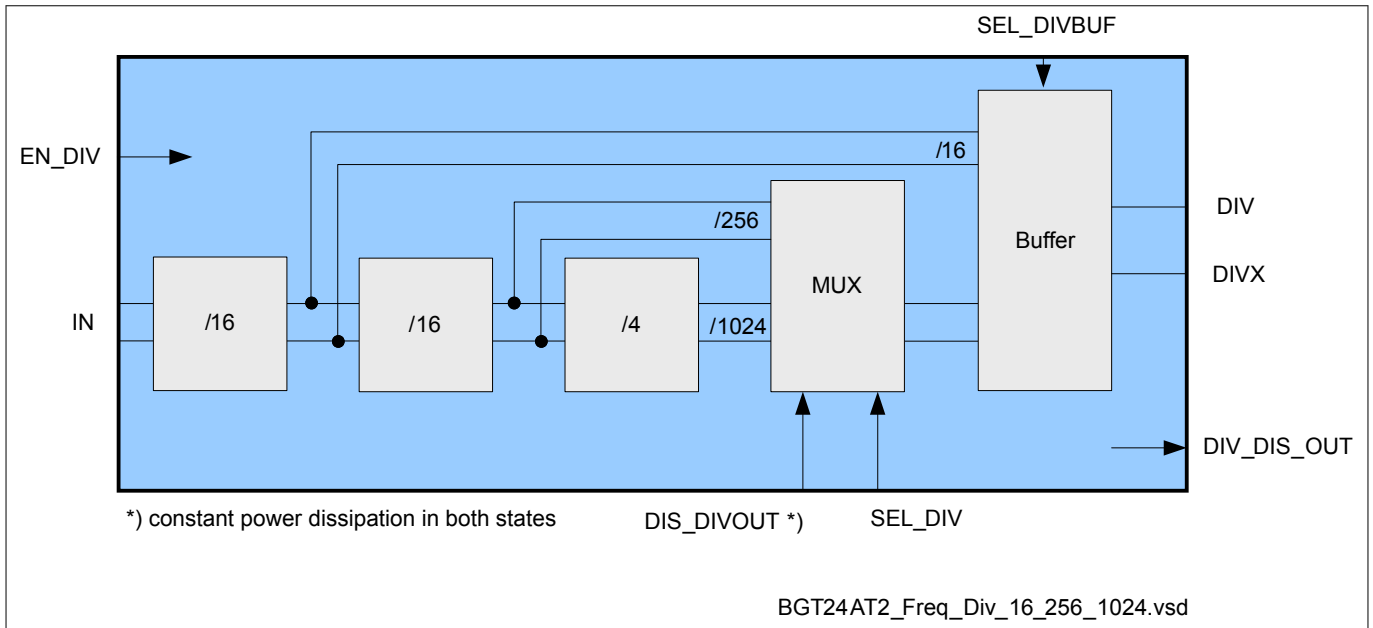 SEL_DIVBUF
EN_DIV
/16
/256
DIV
Buffer
MUX
DIVX
IN
/16
/16
/4
/1024
DIV_DIS_OUT
*) constant power dissipation in both states
DIS_DIVOUT *)
SEL_DIV
BGT24AT2_Freq_Div_16_256_1024.vsd